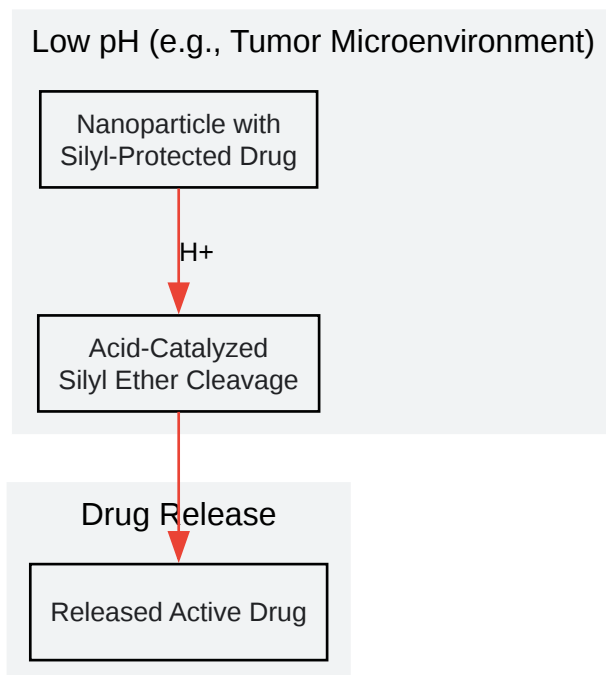 Low pH (e.g., Tumor Microenvironment)
Nanoparticle with
Silyl-Protected Drug
H+
Acid-Catalyzed
Silyl Ether Cleavage
Drug Release
Released Active Drug